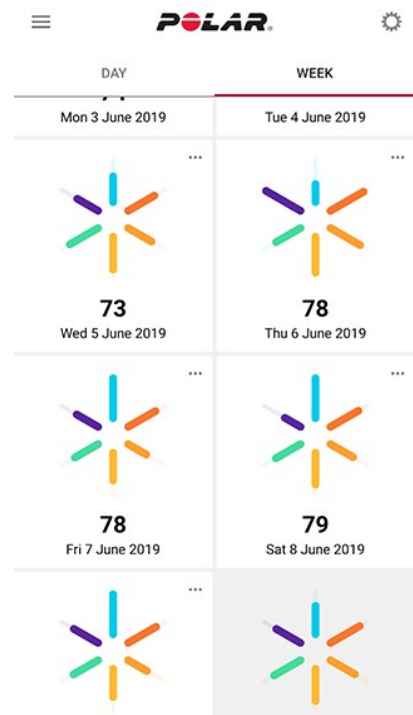 POLAR.
DAY WEEK
Mon 3 June 2019 Tue 4 June 2019
73 78
Wed 5 June 2019 Thu 6 June 2019
78 79
Fri 7 June 2019 Sat 8 June 2019